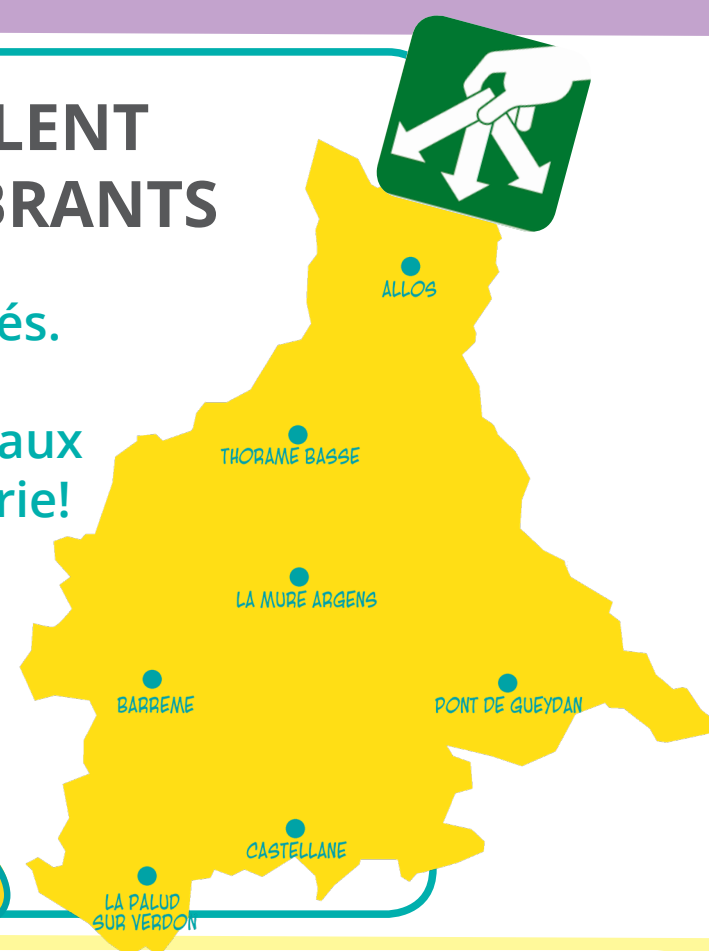 LENT
BRANTS
és.
aux
rie!
ALLOS
THORAME BASSE
LA MURE ARGENS
BARREME
PONT DE GUEYDAN
CASTELLANE
LA PALUD
SUR VERDON